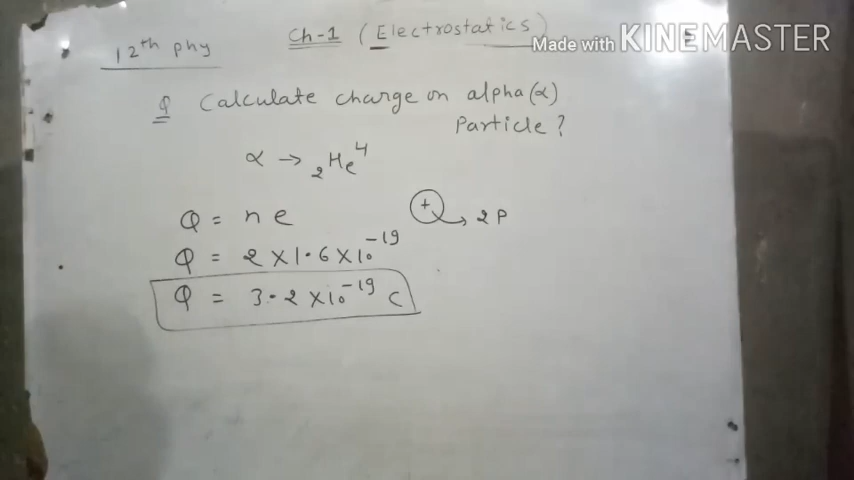 12th phy
Ch-1 (Electrostatics)
Made with KINEMASTER
Q Calculate charge on alpha (α)
Particle?
α → ₂He⁴
Q = n e
+ → 2P
Q = 2 × 1.6 × 10⁻¹⁹
Q = 3.2 × 10⁻¹⁹ C